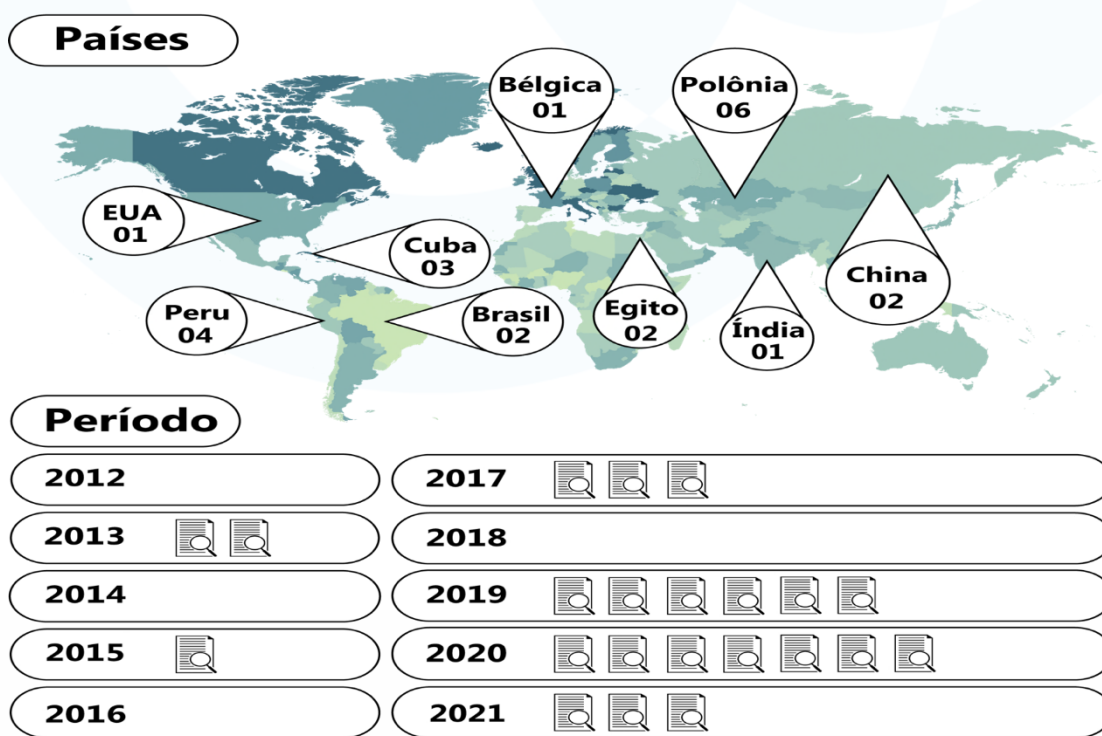 Países
Bélgica
01
Polônia
06
EUA
01
Cuba
03
China
02
Peru
04
Brasil
02
Egito
02
Índia
01
Período
2012
2017
2013
2018
2014
2019
2015
2020
2016
2021